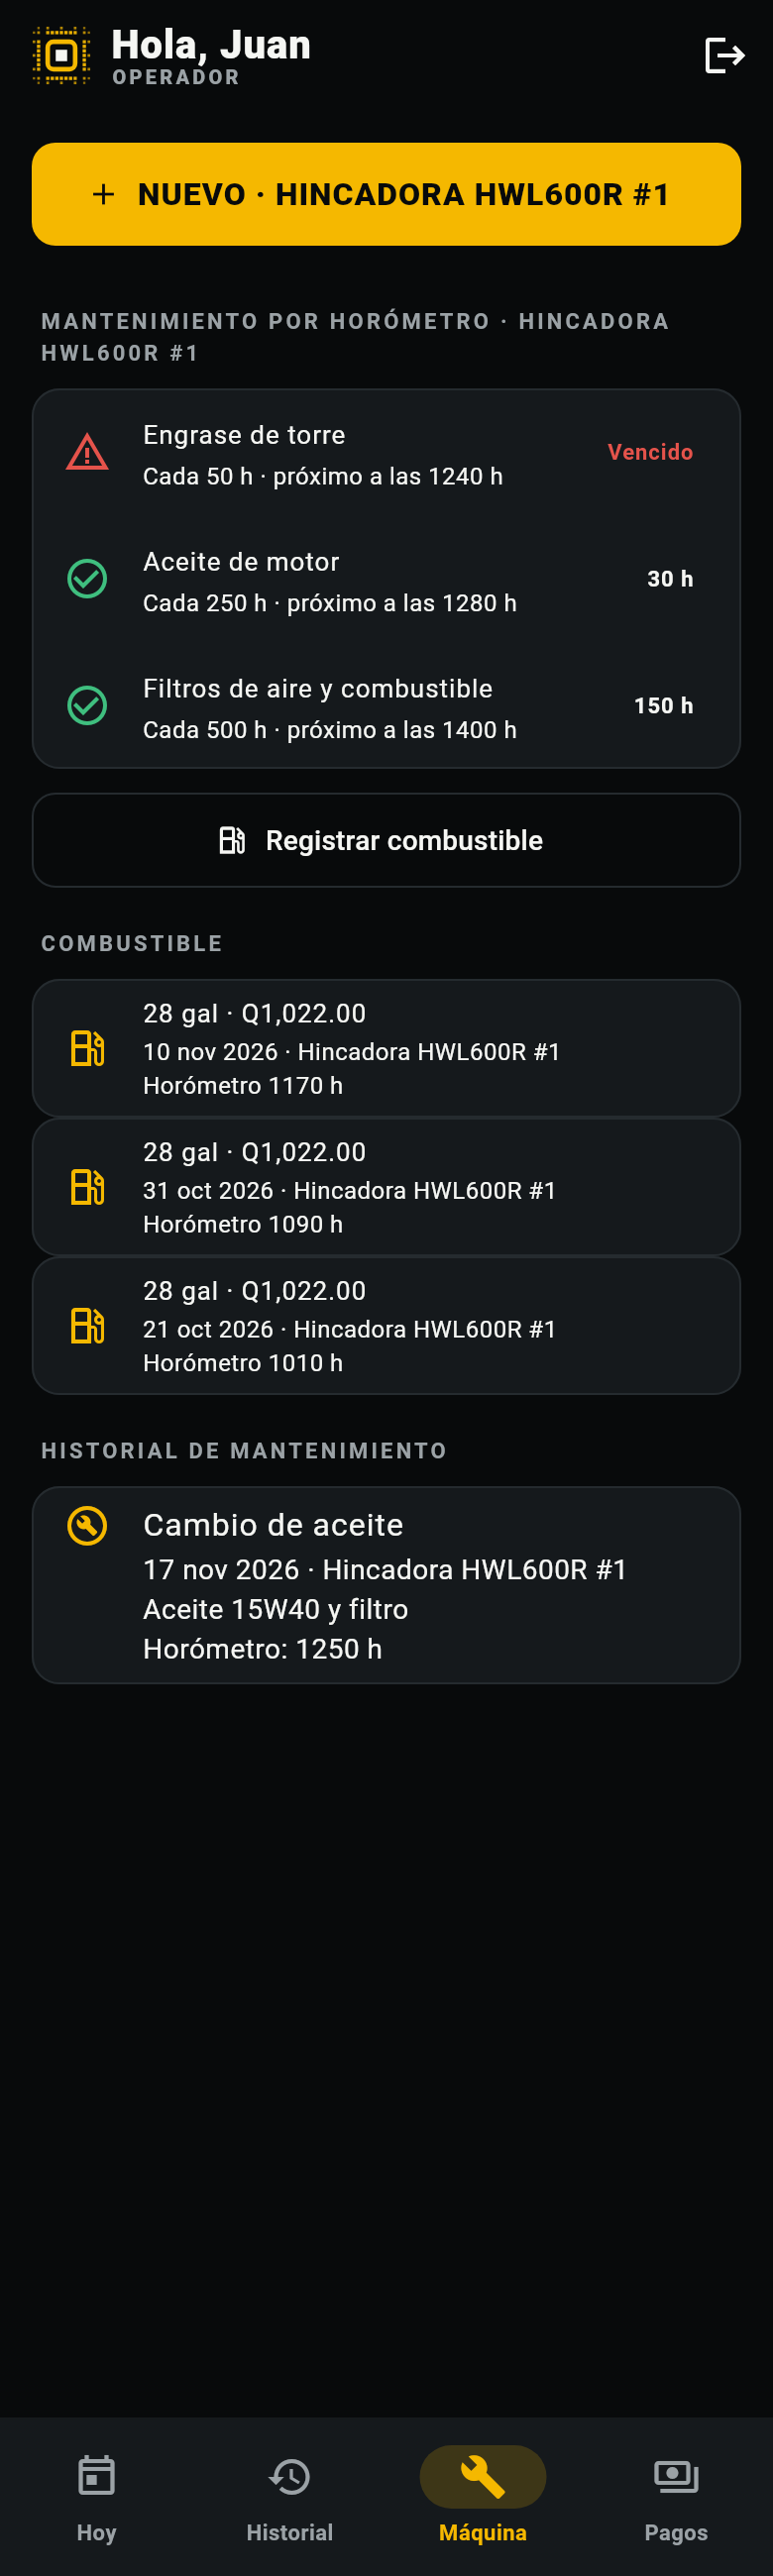 Hola, Juan
OPERADOR
+ NUEVO · HINCADORA HWL600R #1
MANTENIMIENTO POR HORÓMETRO · HINCADORA
HWL600R #1
Engrase de torre
Cada 50 h · próximo a las 1240 h
Vencido
Aceite de motor
Cada 250 h · próximo a las 1280 h
30 h
Filtros de aire y combustible
Cada 500 h · próximo a las 1400 h
150 h
Registrar combustible
COMBUSTIBLE
28 gal · Q1,022.00
10 nov 2026 · Hincadora HWL600R #1
Horómetro 1170 h
28 gal · Q1,022.00
31 oct 2026 · Hincadora HWL600R #1
Horómetro 1090 h
28 gal · Q1,022.00
21 oct 2026 · Hincadora HWL600R #1
Horómetro 1010 h
HISTORIAL DE MANTENIMIENTO
Cambio de aceite
17 nov 2026 · Hincadora HWL600R #1
Aceite 15W40 y filtro
Horómetro: 1250 h
Hoy
Historial
Máquina
Pagos